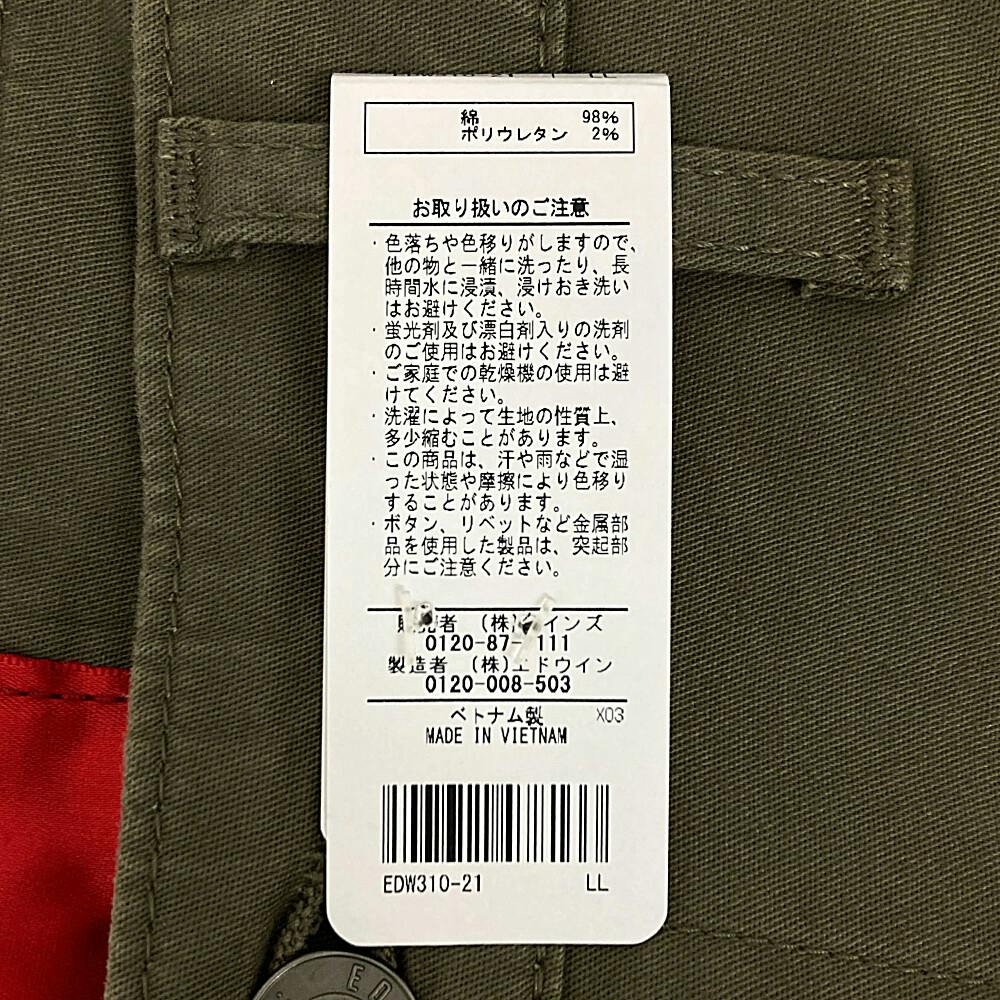 綿 98%
ポリウレタン 2%
お取り扱いのご注意
・色落ちや色移りがしますので、
他の物と一緒に洗ったり、長
時間水に浸漬、浸けおき洗い
はお避けください。
・蛍光剤及び漂白剤入りの洗剤
のご使用はお避けください。
・ご家庭での乾燥機の使用は避
けてください。
・洗濯によって生地の性質上、
多少縮むことがあります。
・この商品は、汗や雨などで湿
った状態や摩擦により色移り
することがあります。
・ボタン、リベットなど金属部
品を使用した製品は、突起部
分にご注意ください。
(株)
0120-87- 111
製造者 (株)エドウイン
0120-008-503
ベトナム製 X03
MADE IN VIETNAM
EDW310-21 LL
ED